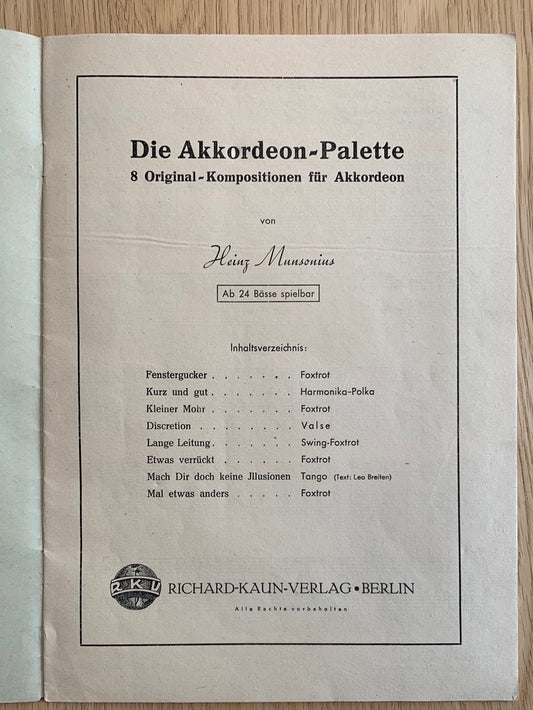 Die Akkordeon-Palette
8 Original-Kompositionen für Akkordeon
von
Heinz Munsonius
Ab 24 Bässe spielbar
Inhaltsverzeichnis:
Fenstergucker . . . . . . . Foxtrot
Kurz und gut . . . . . . . Harmonika-Polka
Kleiner Mohr . . . . . . . Foxtrot
Discretion . . . . . . . . Valse
Lange Leitung . . . . . . . Swing-Foxtrot
Etwas verrückt . . . . . . Foxtrot
Mach Dir doch keine Jllusionen Tango (Text: Leo Breiten)
Mal etwas anders . . . . . Foxtrot
RKV RICHARD-KAUN-VERLAG • BERLIN
Alle Rechte vorbehalten